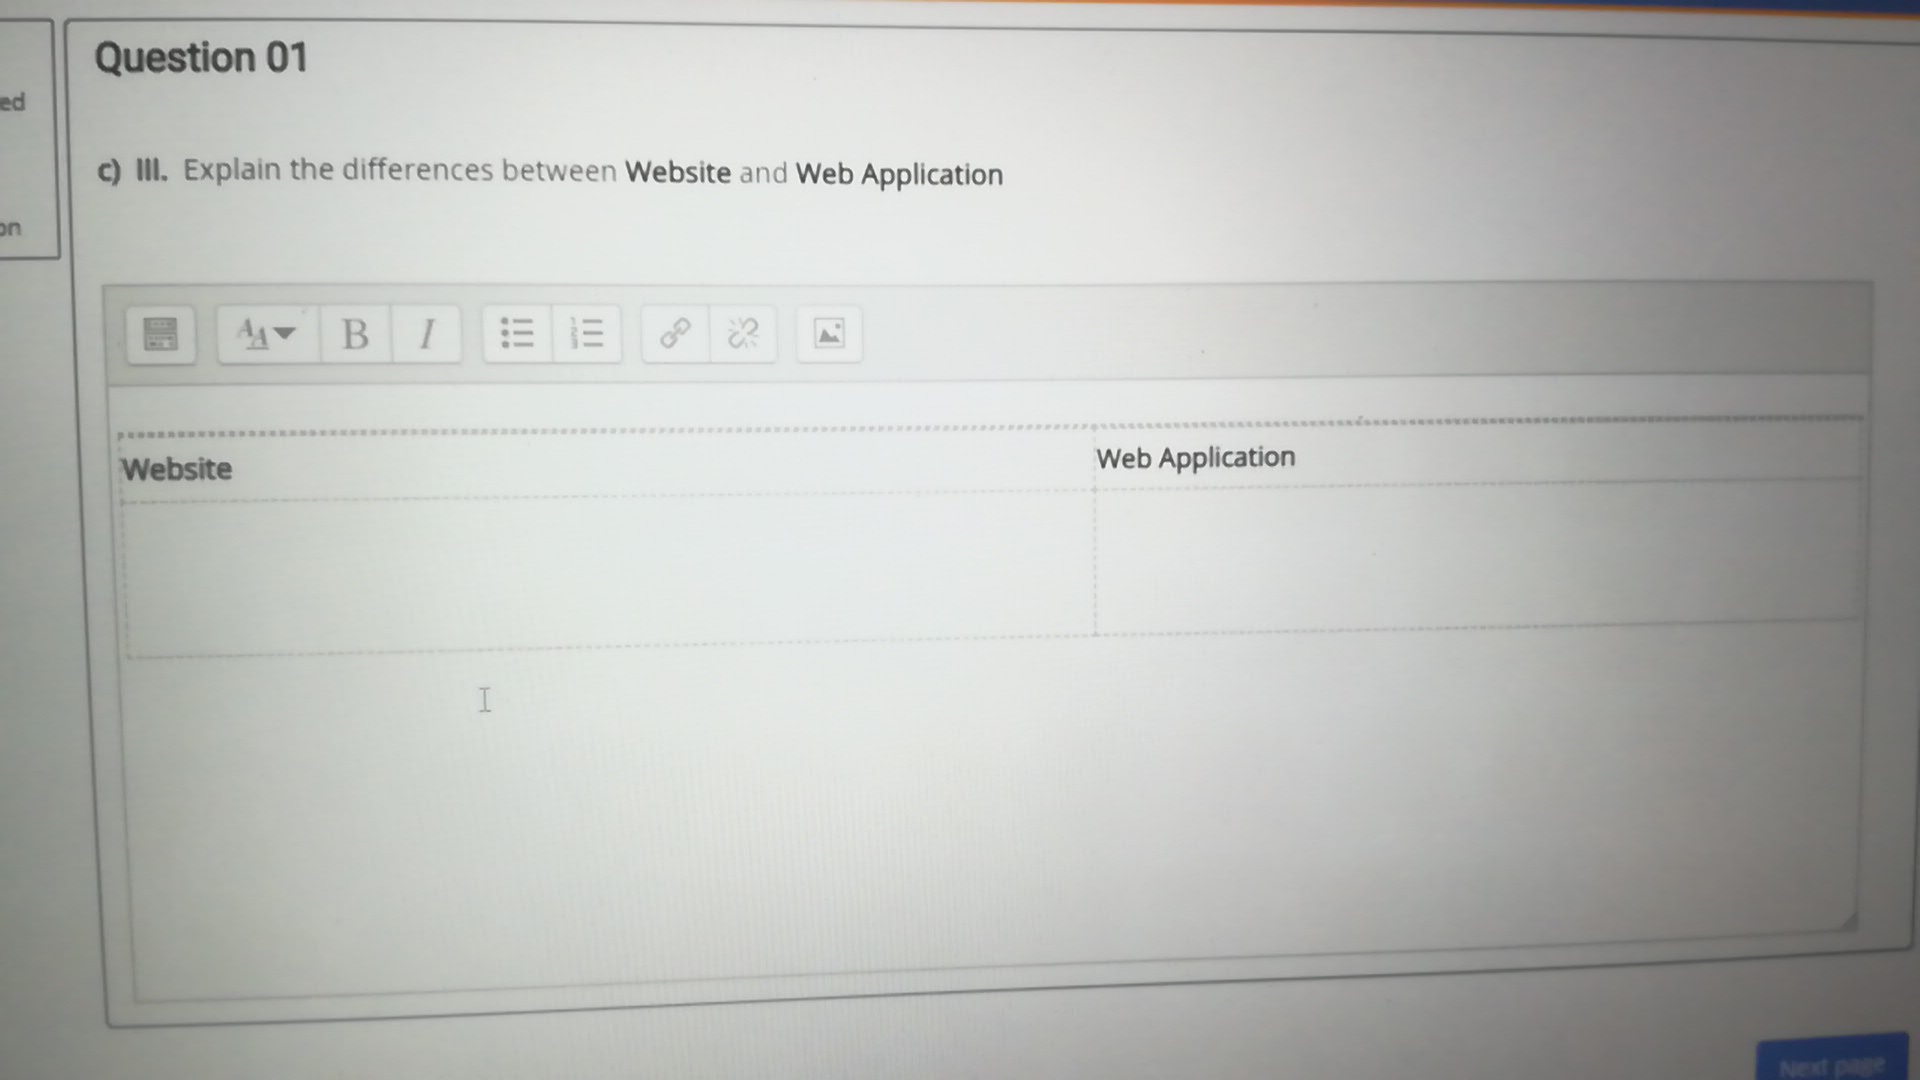 Question 01
ed
c) III. Explain the differences between Website and Web Application
on
Website
Web Application
Next page